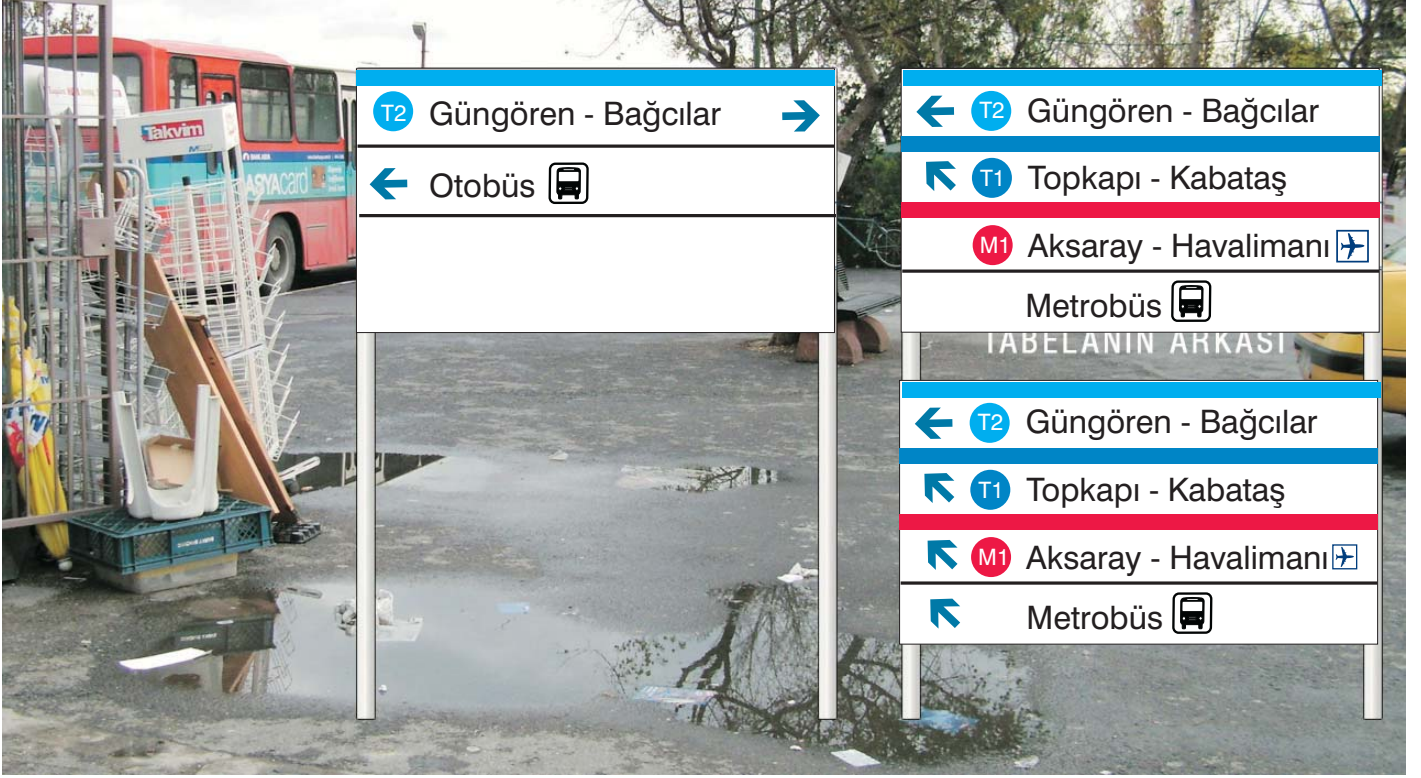 Takvim
ASYACARD
T2 Güngören - Bağcılar
Otobüs
T2 Güngören - Bağcılar
T1 Topkapı - Kabataş
M1 Aksaray - Havalimanı
Metrobüs
TABELANIN ARKASI
T2 Güngören - Bağcılar
T1 Topkapı - Kabataş
M1 Aksaray - Havalimanı
Metrobüs